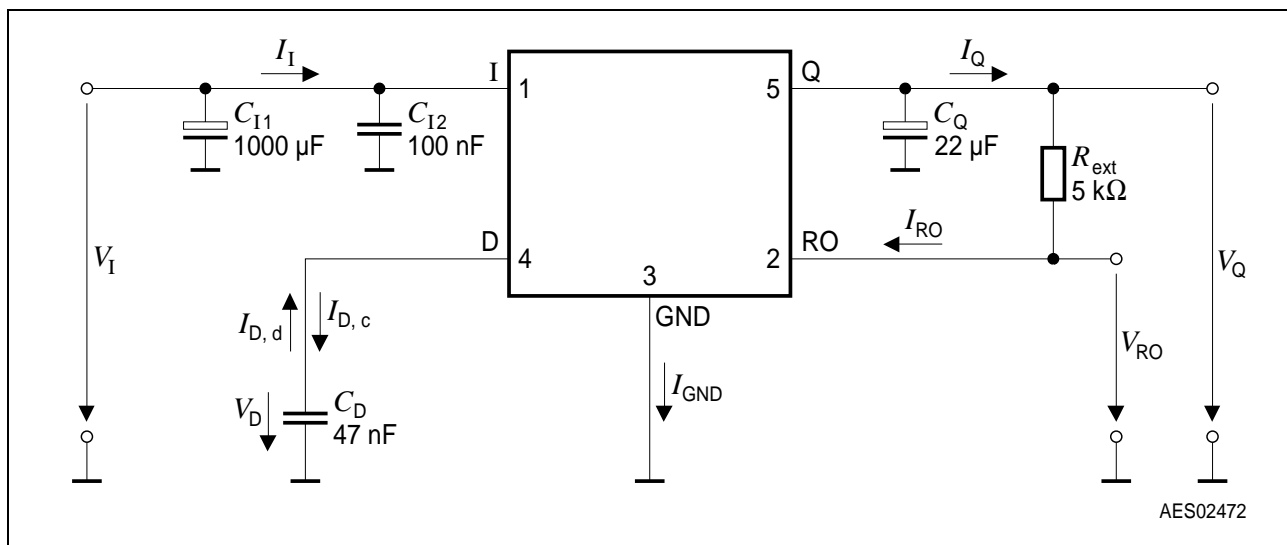 I_I
I
1
C_I1
1000 µF
C_I2
100 nF
Q
5
I_Q
C_Q
22 µF
R_ext
5 kΩ
I_RO
D
4
RO
2
3
GND
V_I
V_Q
I_D, d
I_D, c
V_RO
I_GND
V_D
C_D
47 nF
AES02472